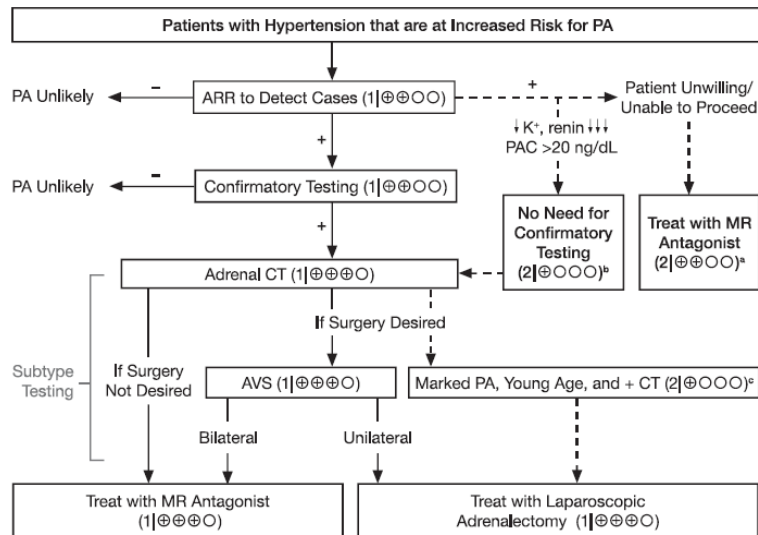 Patients with Hypertension that are at Increased Risk for PA
PA Unlikely
−
ARR to Detect Cases (1|⊕⊕○○)
+
Patient Unwilling/
Unable to Proceed
↓K⁺, renin ↓↓↓
PAC >20 ng/dL
+
PA Unlikely
−
Confirmatory Testing (1|⊕⊕○○)
+
No Need for
Confirmatory
Testing
(2|⊕○○○)ᵇ
Treat with MR
Antagonist
(2|⊕⊕○○)ᵃ
Adrenal CT (1|⊕⊕⊕○)
If Surgery Desired
Subtype
Testing
If Surgery
Not Desired
AVS (1|⊕⊕⊕○)
Marked PA, Young Age, and + CT (2|⊕○○○)ᶜ
Bilateral
Unilateral
Treat with MR Antagonist
(1|⊕⊕⊕○)
Treat with Laparoscopic
Adrenalectomy (1|⊕⊕⊕○)